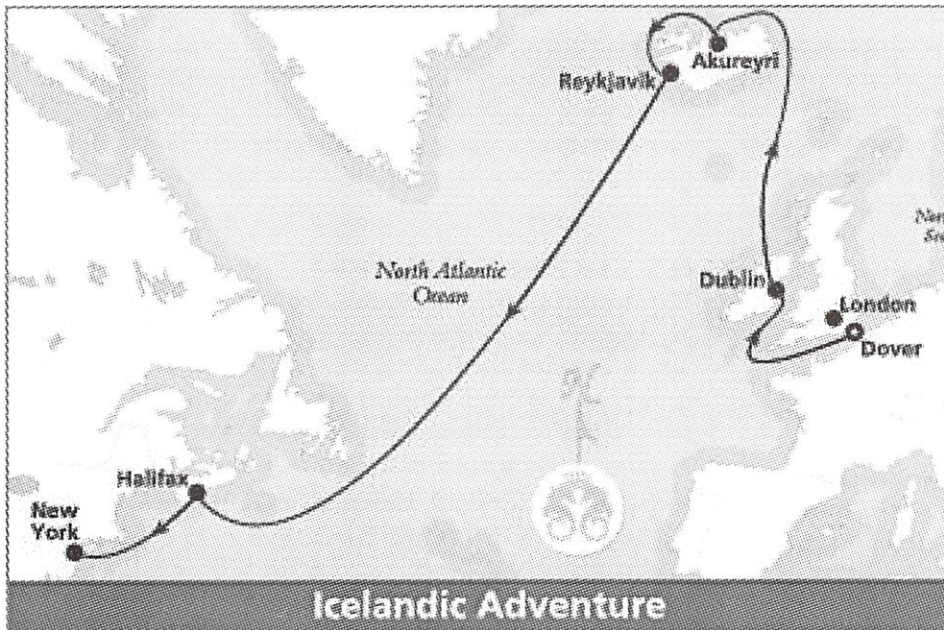 Akureyri
Reykjavik
North Atlantic
Ocean
Dublin
London
Dover
Halifax
New
York
Icelandic Adventure